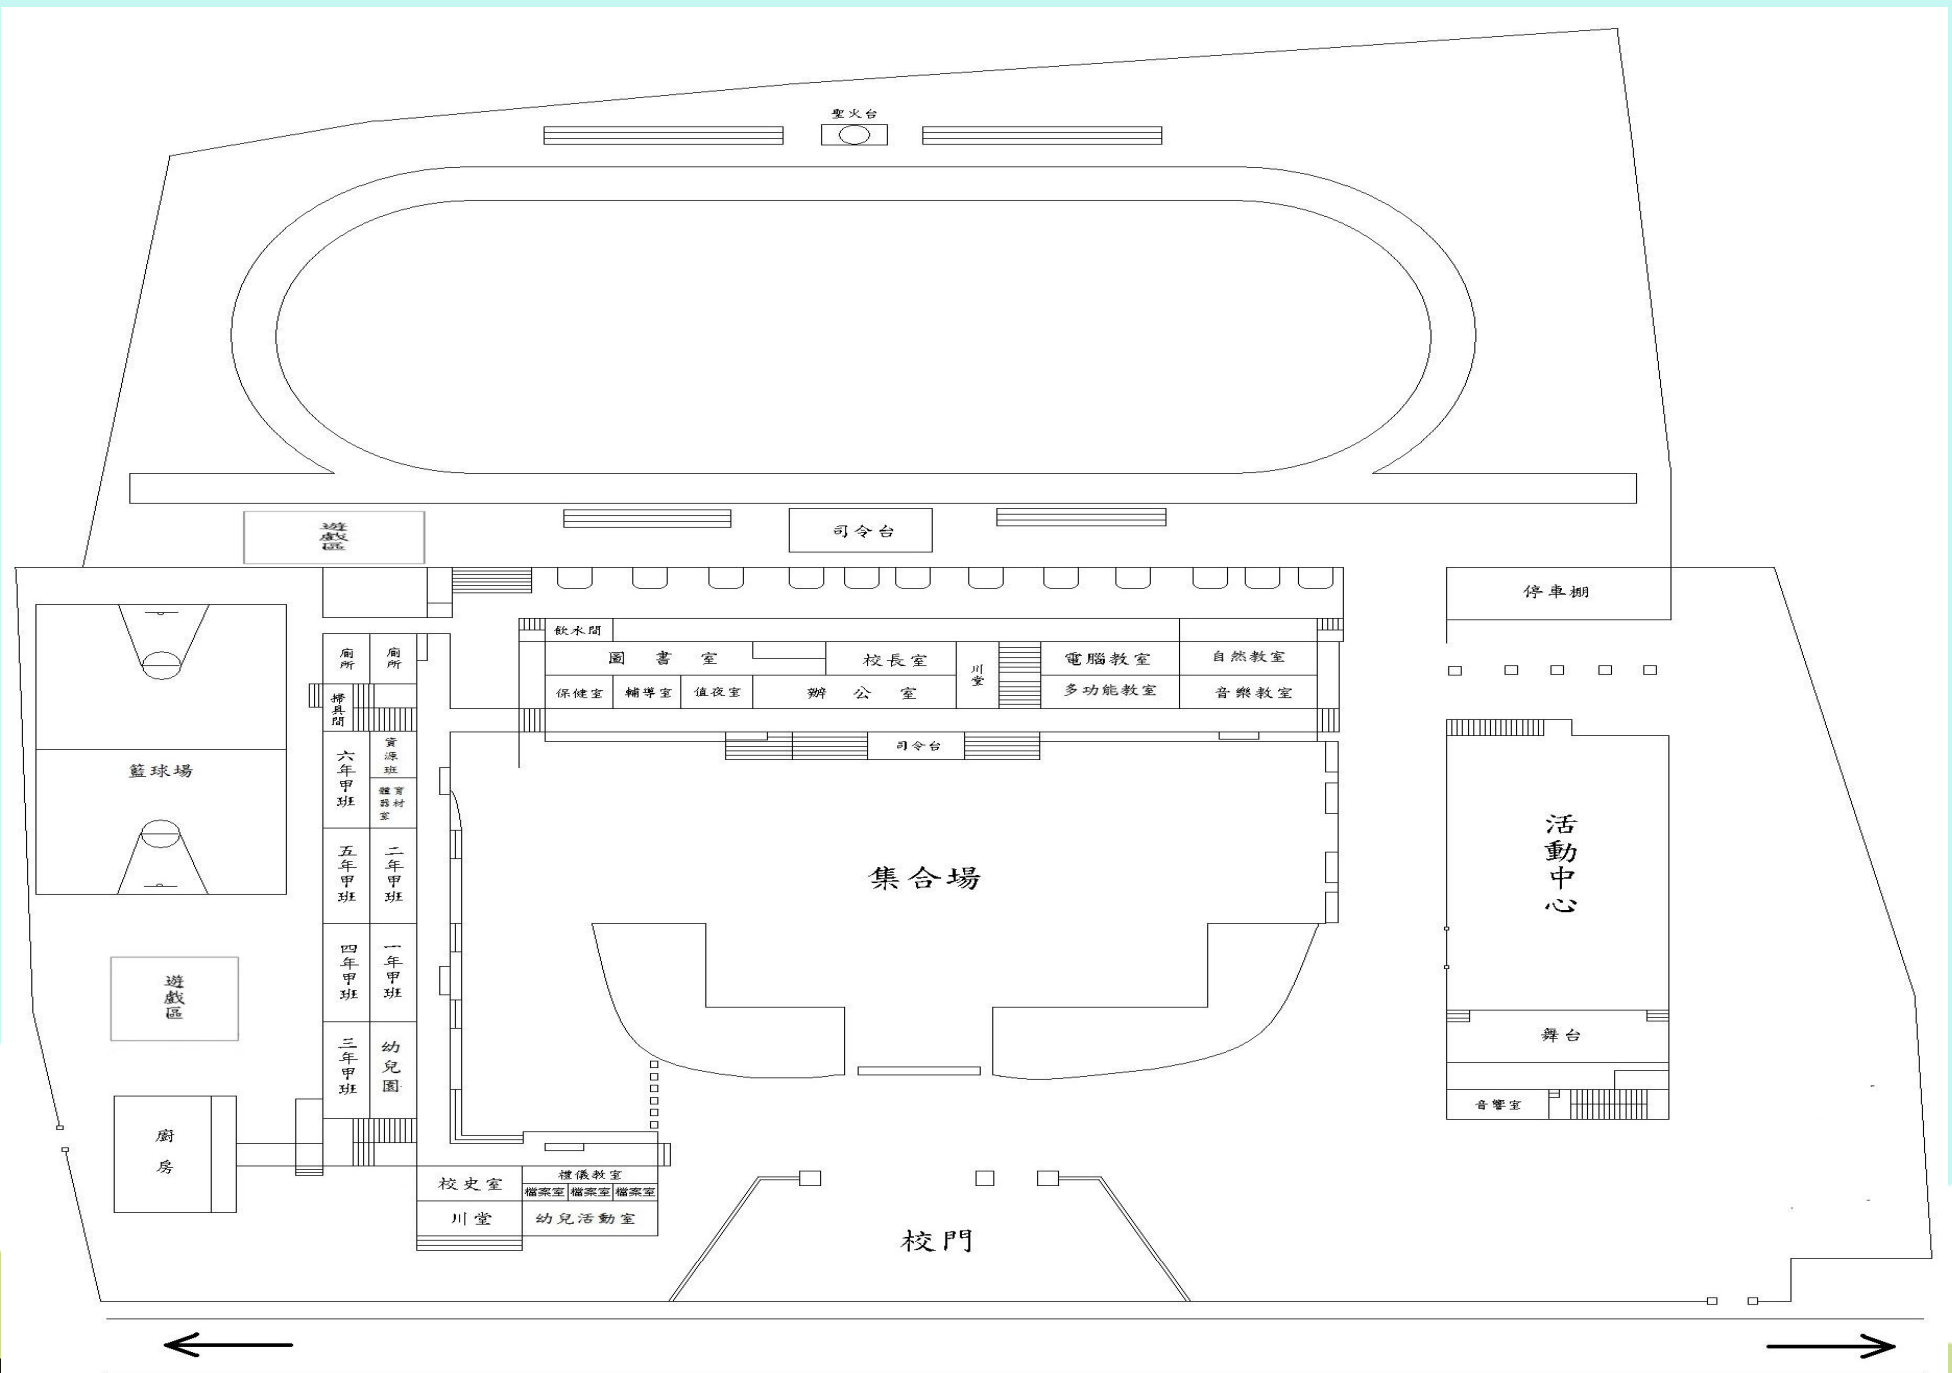 聖火台
遊戲區
司令台
停車棚
飲水間
圖書室
校長室
川堂
電腦教室
自然教室
保健室
輔導室
值夜室
辦公室
多功能教室
音樂教室
司令台
廁所
廁所
掃具間
籃球場
六年甲班
資源班
體育器材室
五年甲班
二年甲班
四年甲班
一年甲班
三年甲班
幼兒園
集合場
活動中心
遊戲區
舞台
音響室
廚房
校史室
禮儀教室
檔案室
檔案室
檔案室
川堂
幼兒活動室
校門